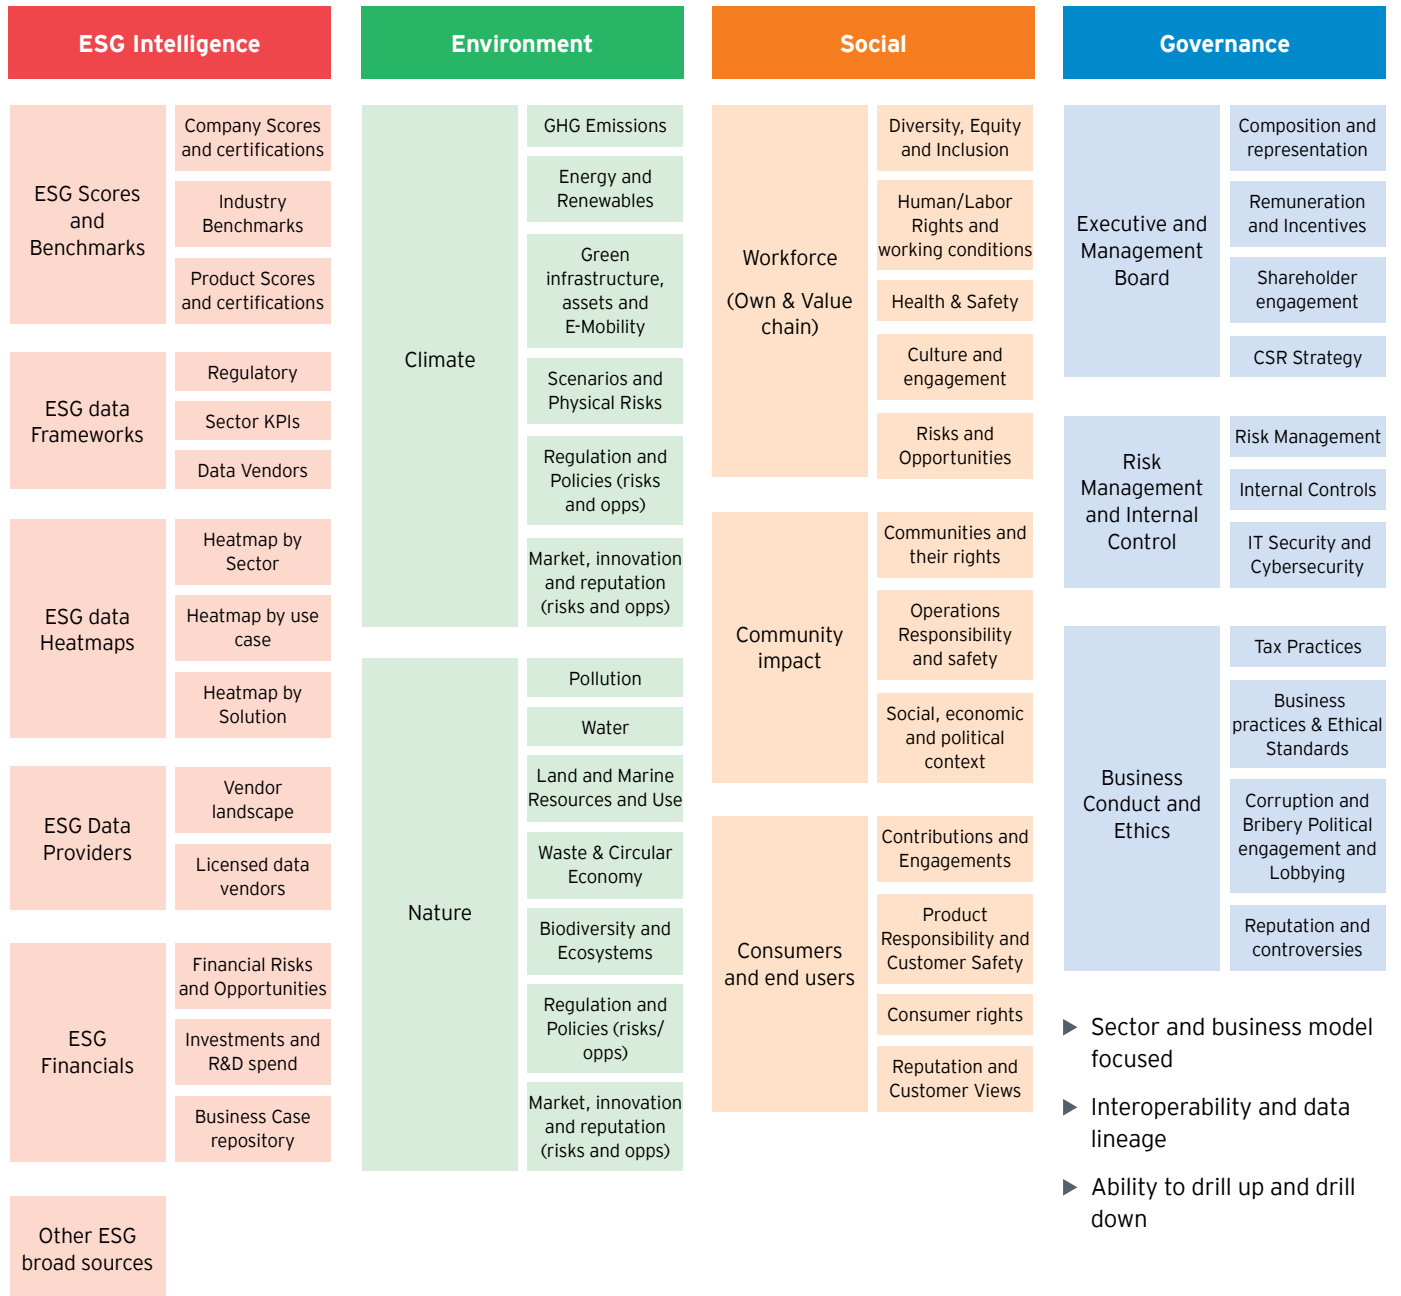 ESG Intelligence
ESG Scores
and
Benchmarks
Company Scores
and certifications
Industry
Benchmarks
Product Scores
and certifications
ESG data
Frameworks
Regulatory
Sector KPIs
Data Vendors
ESG data
Heatmaps
Heatmap by
Sector
Heatmap by use
case
Heatmap by
Solution
ESG Data
Providers
Vendor
landscape
Licensed data
vendors
ESG
Financials
Financial Risks
and Opportunities
Investments and
R&D spend
Business Case
repository
Other ESG
broad sources
Environment
Climate
GHG Emissions
Energy and
Renewables
Green
infrastructure,
assets and
E-Mobility
Scenarios and
Physical Risks
Regulation and
Policies (risks
and opps)
Market, innovation
and reputation
(risks and opps)
Nature
Pollution
Water
Land and Marine
Resources and Use
Waste & Circular
Economy
Biodiversity and
Ecosystems
Regulation and
Policies (risks/
opps)
Market, innovation
and reputation
(risks and opps)
Social
Workforce
(Own & Value
chain)
Diversity, Equity
and Inclusion
Human/Labor
Rights and
working conditions
Health & Safety
Culture and
engagement
Risks and
Opportunities
Community
impact
Communities and
their rights
Operations
Responsibility
and safety
Social, economic
and political
context
Consumers
and end users
Contributions and
Engagements
Product
Responsibility and
Customer Safety
Consumer rights
Reputation and
Customer Views
Governance
Executive and
Management
Board
Composition and
representation
Remuneration
and Incentives
Shareholder
engagement
CSR Strategy
Risk
Management
and Internal
Control
Risk Management
Internal Controls
IT Security and
Cybersecurity
Business
Conduct and
Ethics
Tax Practices
Business
practices & Ethical
Standards
Corruption and
Bribery Political
engagement and
Lobbying
Reputation and
controversies
► Sector and business model
focused
► Interoperability and data
lineage
► Ability to drill up and drill
down